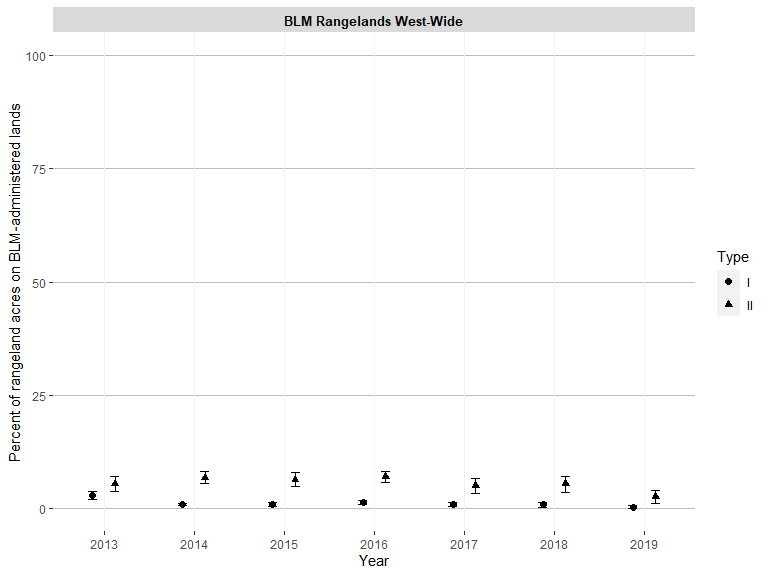 BLM Rangelands West-Wide
Percent of rangeland acres on BLM-administered lands
100
75
50
25
0
2013 2014 2015 2016 2017 2018 2019
Year
Type
I
II